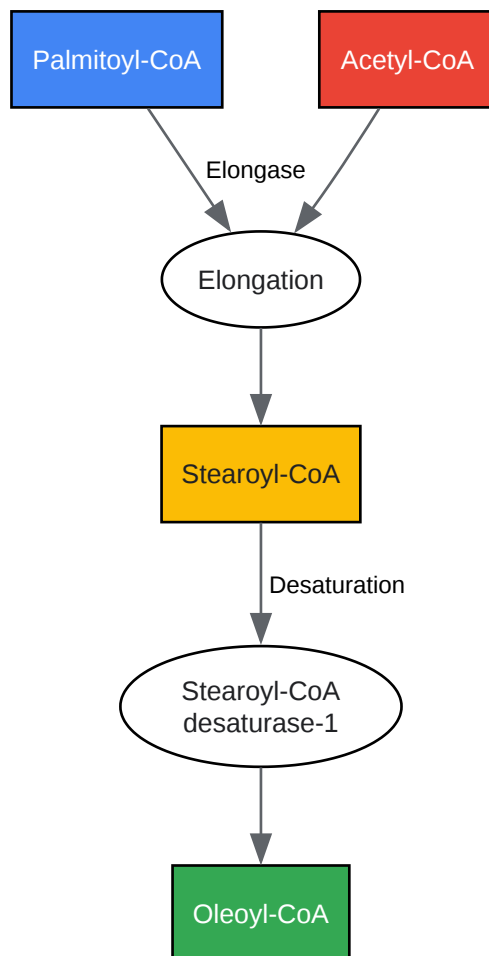 Palmitoyl-CoA
Acetyl-CoA
Elongase
Elongation
Stearoyl-CoA
Desaturation
Stearoyl-CoA
desaturase-1
Oleoyl-CoA